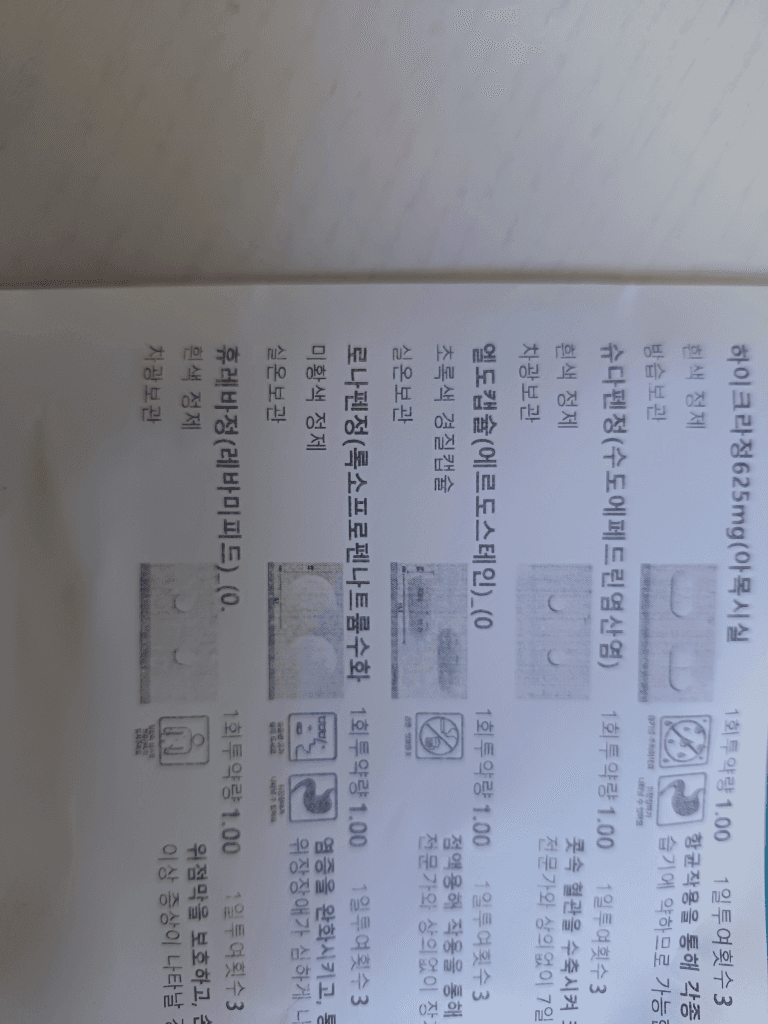 하이크라정625mg(아목시실
1회투약량 1.00 1일투여횟수 3
흰색 정제
항균작용을 통해 각종
방습보관
습기에 약하므로 가능한
슈다펜정(수도에페드린염산염)
1회투약량 1.00 1일투여횟수 3
흰색 정제
콧속 혈관을 수축시켜
차광보관
전문가와 상의없이 7일
엘도캡슐(에르도스테인)_(0
1회투약량 1.00 1일투여횟수 3
초록색 경질캡슐
점액용해 작용을 통해
실온보관
전문가와 상의없이 장
로나펜정(록소프로펜나트륨수화
1회투약량 1.00 1일투여횟수 3
미황색 정제
염증을 완화시키고, 통
실온보관
위장장애가 심하게 나
휴레바정(레바미피드)_(0.
1회투약량 1.00 1일투여횟수 3
흰색 정제
위점막을 보호하고, 손
차광보관
이상 증상이 나타날